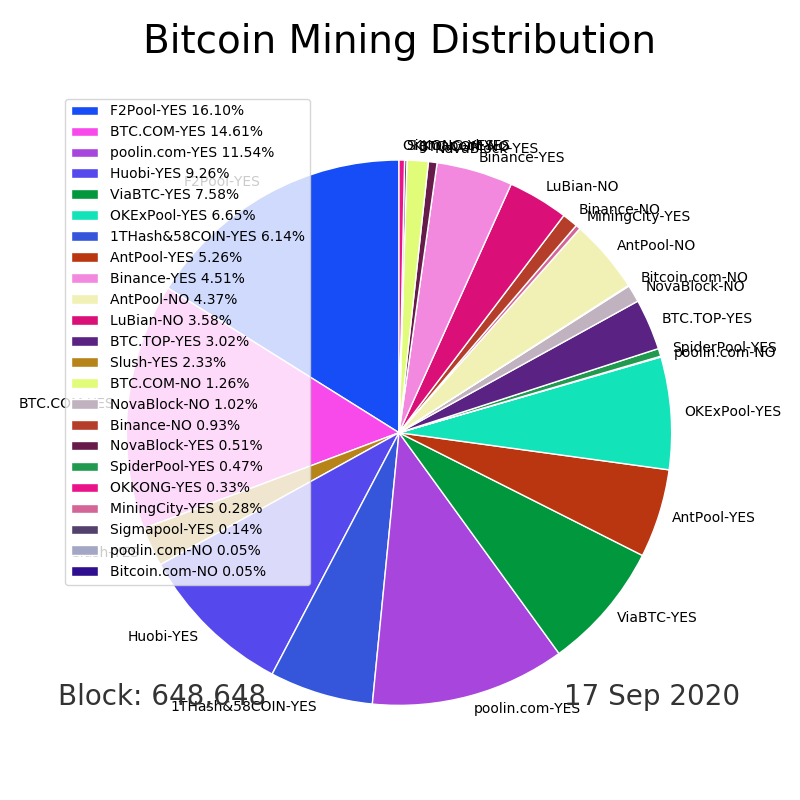 Bitcoin Mining Distribution
F2Pool-YES 16.10%
BTC.COM-YES 14.61%
poolin.com-YES 11.54%
Huobi-YES 9.26%
ViaBTC-YES 7.58%
OKExPool-YES 6.65%
1THash&58COIN-YES 6.14%
AntPool-YES 5.26%
Binance-YES 4.51%
AntPool-NO 4.37%
LuBian-NO 3.58%
BTC.TOP-YES 3.02%
Slush-YES 2.33%
BTC.COM-NO 1.26%
NovaBlock-NO 1.02%
Binance-NO 0.93%
NovaBlock-YES 0.51%
SpiderPool-YES 0.47%
OKKONG-YES 0.33%
MiningCity-YES 0.28%
Sigmapool-YES 0.14%
poolin.com-NO 0.05%
Bitcoin.com-NO 0.05%
F2Pool-YES
NovaBlock-YES
Binance-YES
LuBian-NO
Binance-NO
MiningCity-YES
AntPool-NO
Bitcoin.com-NO
NovaBlock-NO
BTC.TOP-YES
SpiderPool-YES
poolin.com-NO
OKExPool-YES
AntPool-YES
ViaBTC-YES
poolin.com-YES
1THash&58COIN-YES
Huobi-YES
BTC.COM-YES
Block: 648,648
17 Sep 2020